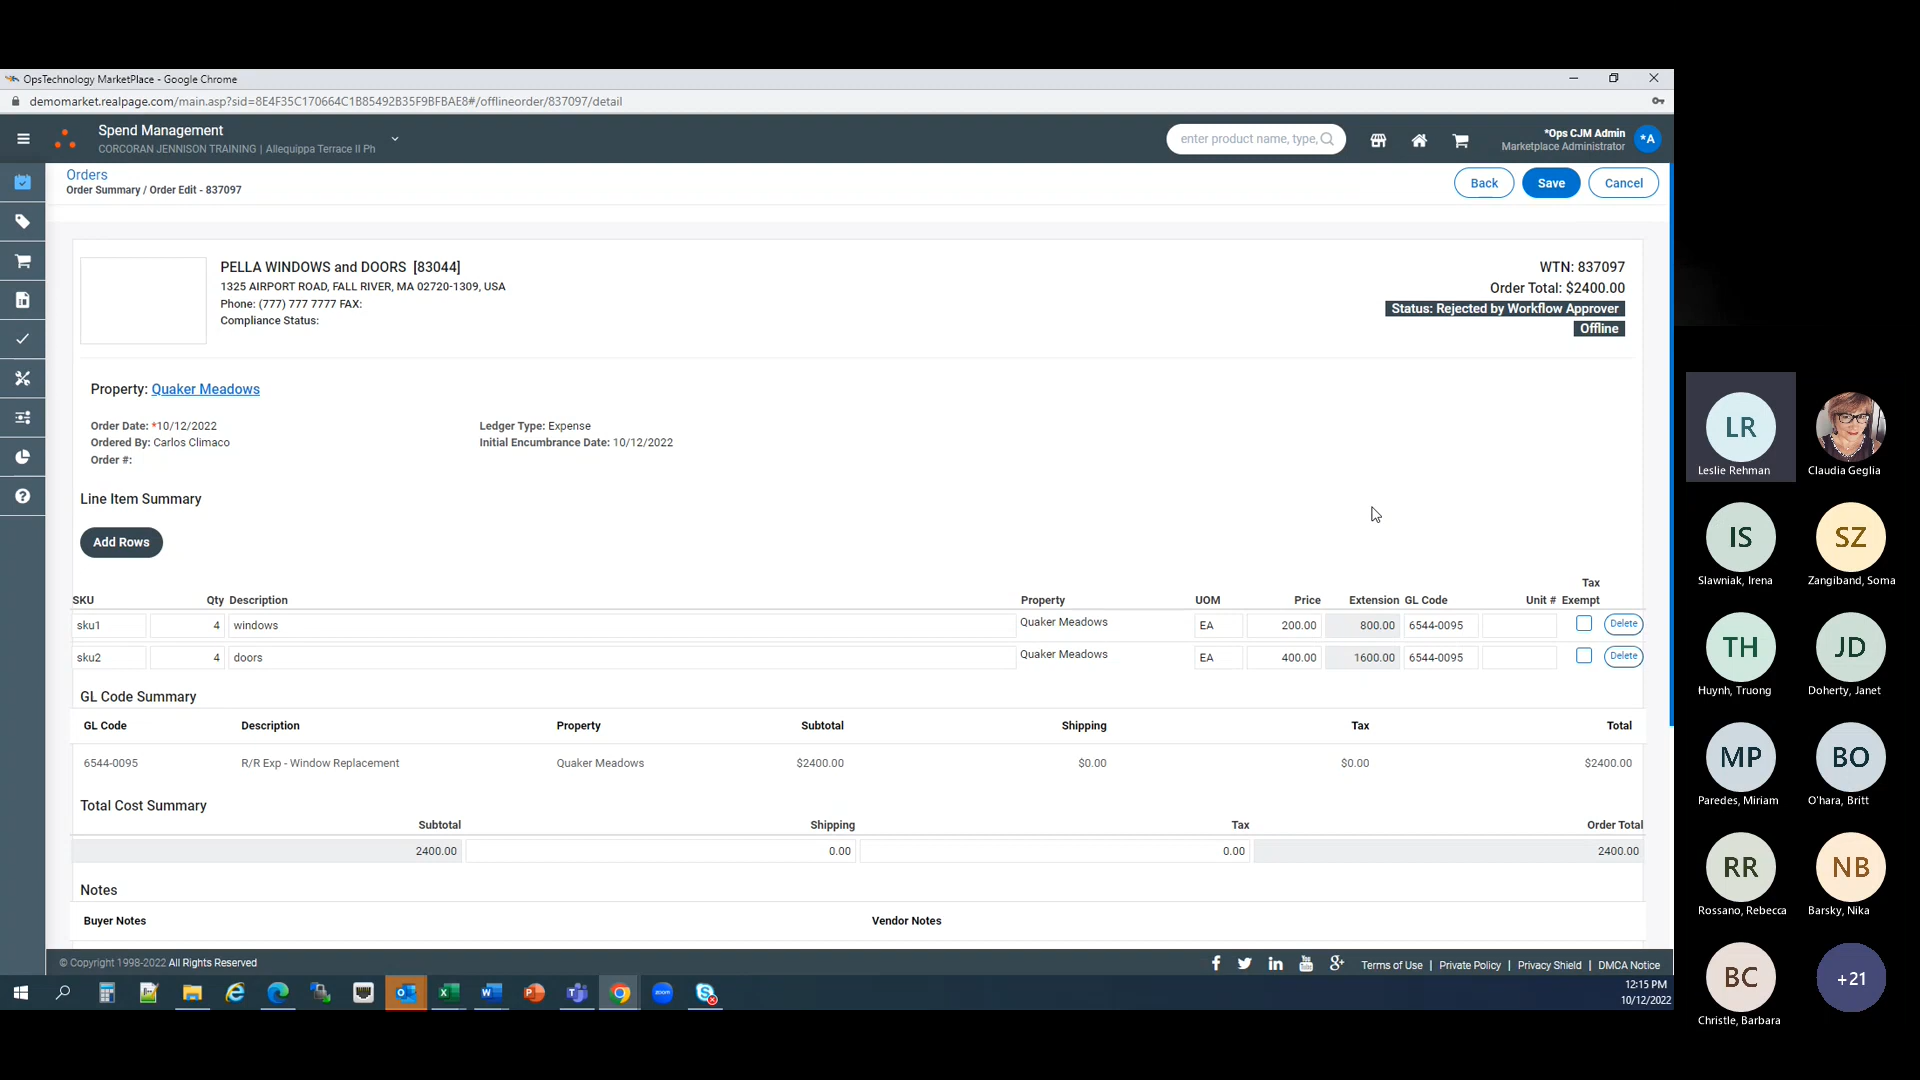 OpsTechnology MarketPlace - Google Chrome
demomarket.realpage.com/main.asp?sid=8E4F35C170664C1B85492B35F9BFBAE8#/offlineorder/837097/detail
Spend Management
CORCORAN JENNISON TRAINING | Allequippa Terrace II Ph
enter product name, type,
*Ops CJM Admin
Marketplace Administrator
*A
Orders
Order Summary / Order Edit - 837097
Back Save Cancel
PELLA WINDOWS and DOORS [83044]
1325 AIRPORT ROAD, FALL RIVER, MA 02720-1309, USA
Phone: (777) 777 7777 FAX:
Compliance Status:
WTN: 837097
Order Total: $2400.00
Status: Rejected by Workflow Approver
Offline
Property: Quaker Meadows
Order Date: *10/12/2022
Ordered By: Carlos Climaco
Order #:
Ledger Type: Expense
Initial Encumbrance Date: 10/12/2022
Line Item Summary
Add Rows
SKU Qty Description Property UOM Price Extension GL Code Unit # Tax Exempt
sku1 4 windows Quaker Meadows EA 200.00 800.00 6544-0095 Delete
sku2 4 doors Quaker Meadows EA 400.00 1600.00 6544-0095 Delete
GL Code Summary
GL Code Description Property Subtotal Shipping Tax Total
6544-0095 R/R Exp - Window Replacement Quaker Meadows $2400.00 $0.00 $0.00 $2400.00
Total Cost Summary
Subtotal Shipping Tax Order Total
2400.00 0.00 0.00 2400.00
Notes
Buyer Notes Vendor Notes
© Copyright 1998-2022 All Rights Reserved
Terms of Use | Private Policy | Privacy Shield | DMCA Notice
zoom
12:15 PM
10/12/2022
LR
Leslie Rehman
Claudia Geglia
IS
Slawniak, Irena
SZ
Zangiband, Soma
TH
Huynh, Truong
JD
Doherty, Janet
MP
Paredes, Miriam
BO
O'hara, Britt
RR
Rossano, Rebecca
NB
Barsky, Nika
BC
Christle, Barbara
+21